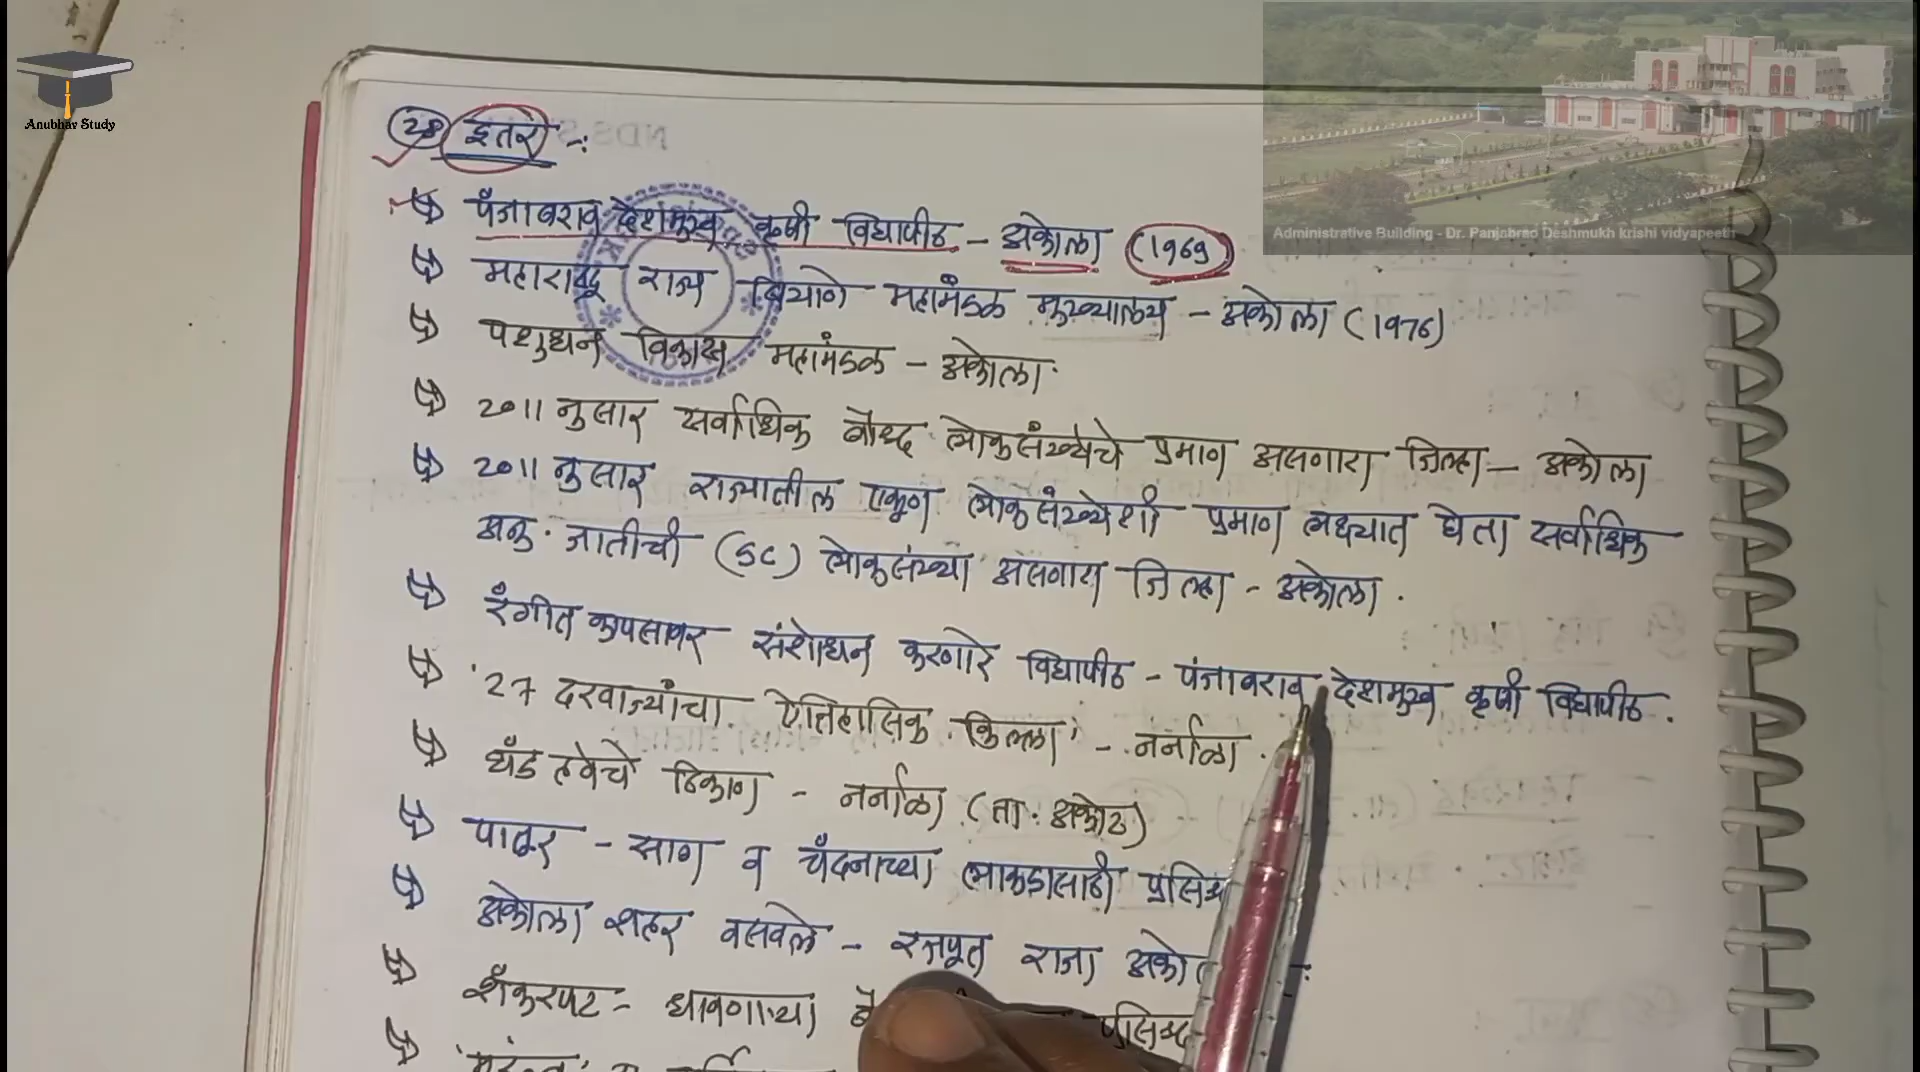 Anubhav Study
Administrative Building - Dr. Panjabrao Deshmukh krishi vidyapeeth
28 इतर -:
पंजाबराव देशमुख कृषी विद्यापीठ - अकोला (1969)
महाराष्ट्र राज्य बियाणे महामंडळ मुख्यालय - अकोला (1976)
पशुधन विकास महामंडळ - अकोला.
2011 नुसार सर्वाधिक बौध्द लोकसंख्येचे प्रमाण असणारा जिल्हा - अकोला
2011 नुसार राज्यातील एकूण लोकसंख्येशी प्रमाण लक्ष्यात घेता सर्वाधिक
अनु. जातीची (SC) लोकसंख्या असणारा जिल्हा - अकोला.
रंगीत कापसावर संशोधन करणारे विद्यापीठ - पंजाबराव देशमुख कृषी विद्यापीठ.
'27 दरवाज्यांचा ऐतिहासिक किल्ला' - नर्नाळा.
थंड हवेचे ठिकाण - नर्नाळा (ता. अकोट)
पातूर - साग व चंदनाच्या लाकडासाठी
अकोला शहर वसवले - रजपूत राजा
शंकरपट - धावणाऱ्या प्रसिध्द